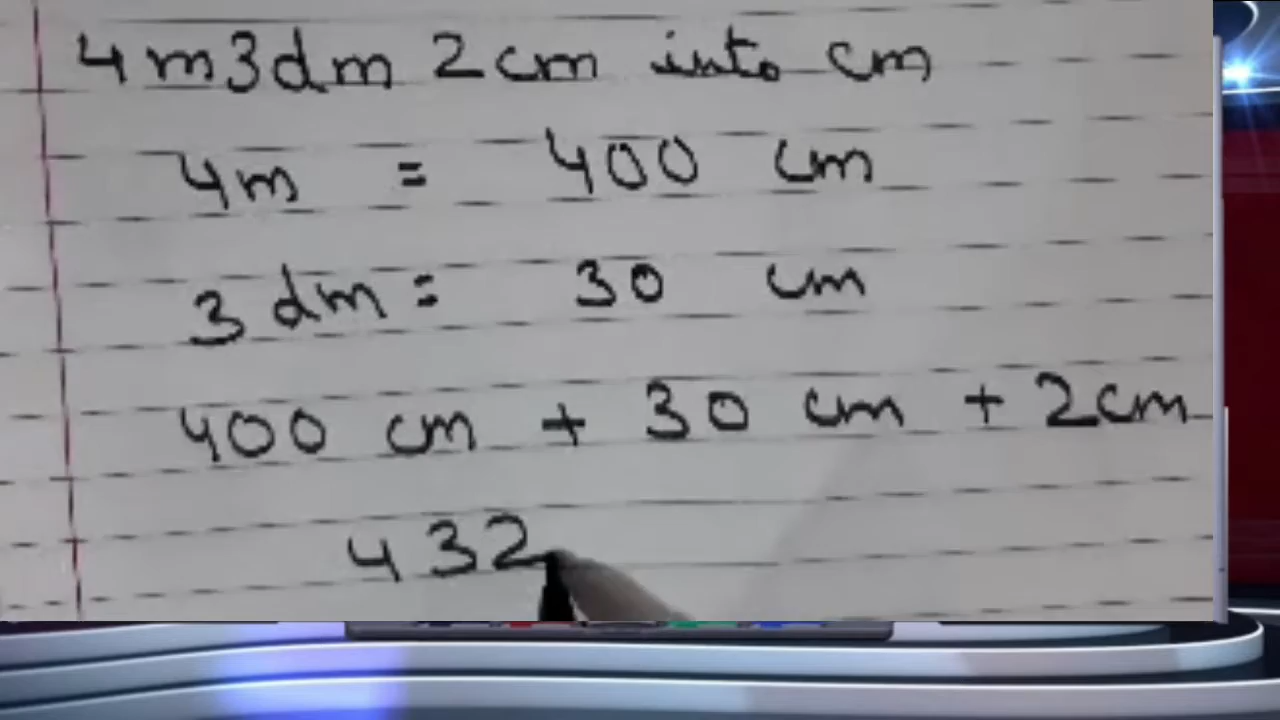 4m3dm 2cm into cm
4m = 400 cm
3dm = 30 cm
400 cm + 30 cm + 2cm
432